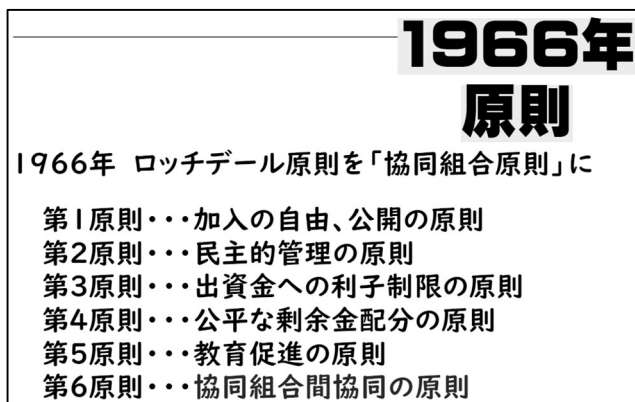 1966年
原則
1966年 ロッチデール原則を「協同組合原則」に
第1原則・・・加入の自由、公開の原則
第2原則・・・民主的管理の原則
第3原則・・・出資金への利子制限の原則
第4原則・・・公平な剰余金配分の原則
第5原則・・・教育促進の原則
第6原則・・・協同組合間協同の原則